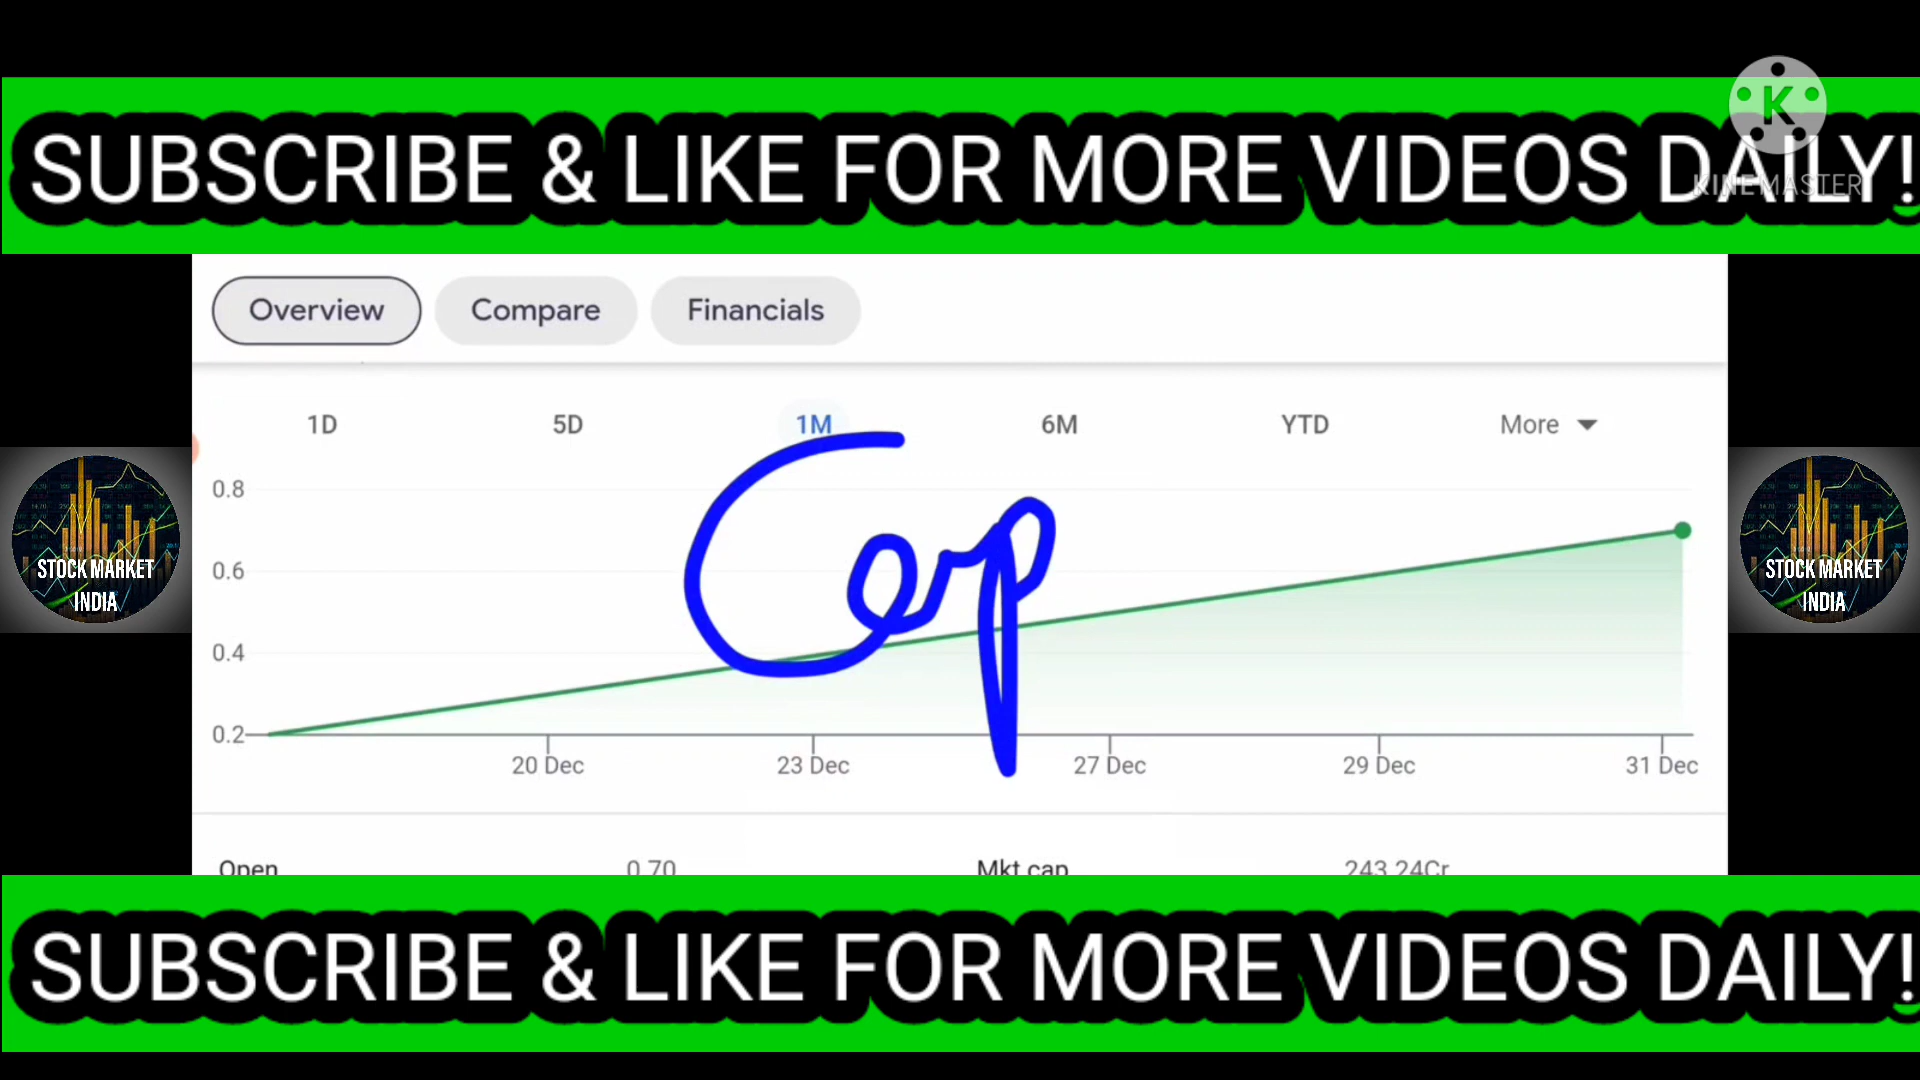 SUBSCRIBE & LIKE FOR MORE VIDEOS DAILY!
K
KINEMASTER
Overview Compare Financials
1D 5D 1M 6M YTD More
Cap
0.8
0.6
0.4
0.2
20 Dec 23 Dec 27 Dec 29 Dec 31 Dec
STOCK MARKET
INDIA
STOCK MARKET
INDIA
Open 0.70 Mkt cap 243.24Cr
SUBSCRIBE & LIKE FOR MORE VIDEOS DAILY!